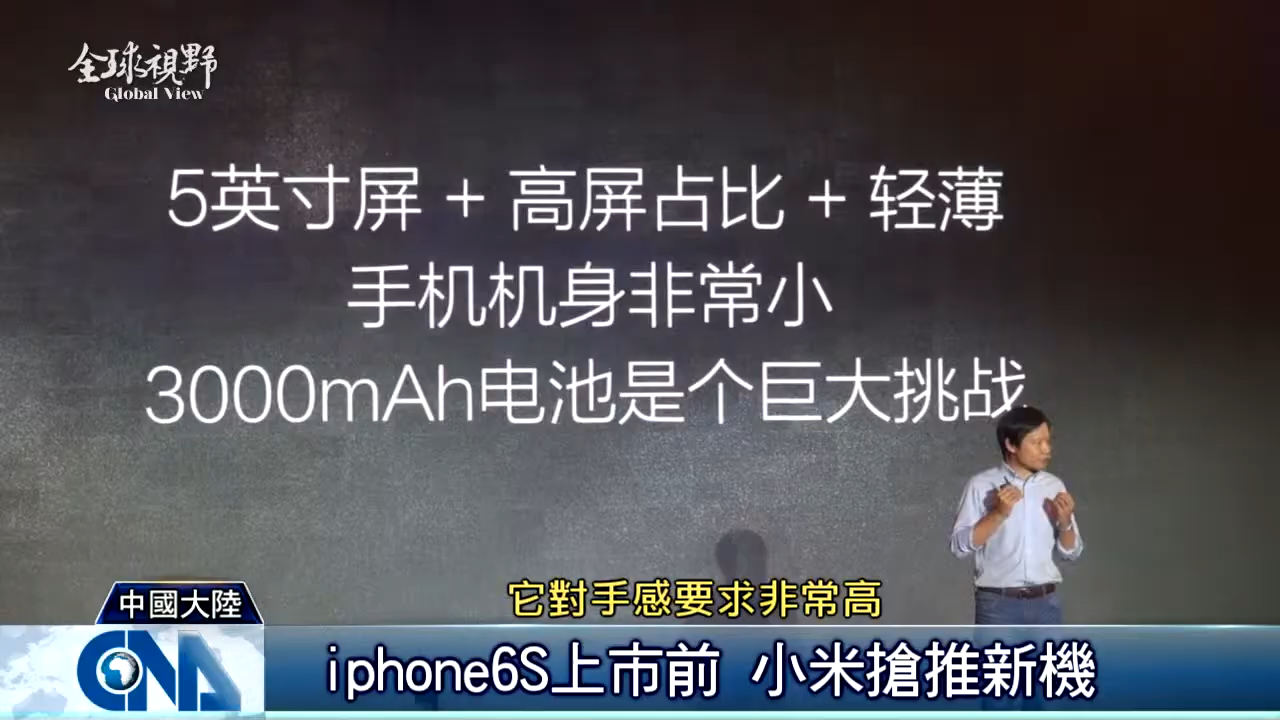 全球視野
Global View
5英寸屏 + 高屏占比 + 轻薄
手机机身非常小
3000mAh电池是个巨大挑战
它對手感要求非常高
中國大陸
CNA
iphone6S上市前 小米搶推新機